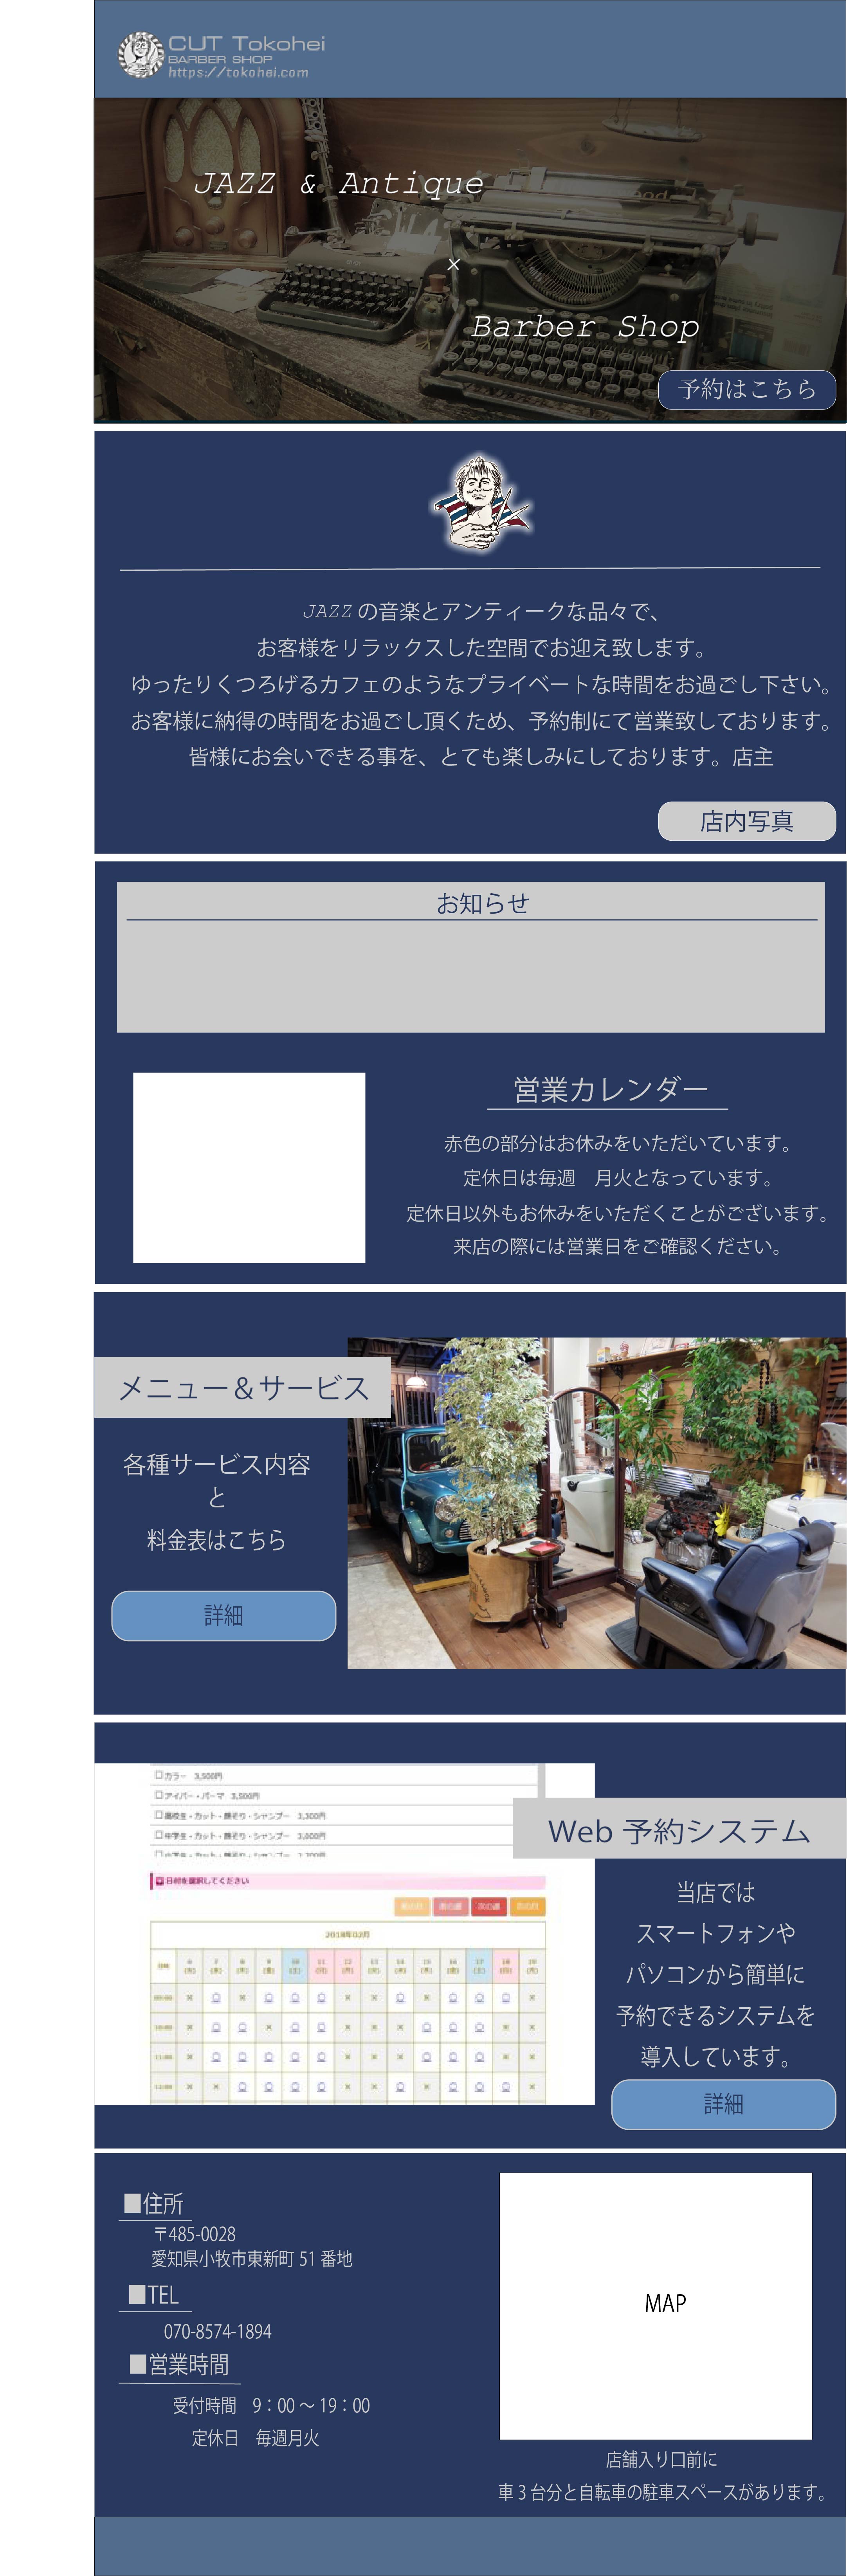 CUT Tokohei
BARBER SHOP
https://tokohei.com
JAZZ & Antique
×
Barber Shop
予約はこちら
JAZZの音楽とアンティークな品々で、
お客様をリラックスした空間でお迎え致します。
ゆったりくつろげるカフェのようなプライベートな時間をお過ごし下さい。
お客様に納得の時間をお過ごし頂くため、予約制にて営業致しております。
皆様にお会いできる事を、とても楽しみにしております。店主
店内写真
お知らせ
営業カレンダー
赤色の部分はお休みをいただいています。
定休日は毎週　月火となっています。
定休日以外もお休みをいただくことがございます。
来店の際には営業日をご確認ください。
メニュー＆サービス
各種サービス内容
と
料金表はこちら
詳細
カラー 3,500円
アイパー・パーマ 3,500円
高校生・カット・顔そり・シャンプー 3,300円
中学生・カット・顔そり・シャンプー 3,000円
日付を選択してください
次の週
2018年02月
09:00
10:00
11:00
12:00
Web 予約システム
当店では
スマートフォンや
パソコンから簡単に
予約できるシステムを
導入しています。
詳細
■住所
〒485-0028
愛知県小牧市東新町 51 番地
■TEL
070-8574-1894
■営業時間
受付時間　9：00 〜 19：00
定休日　毎週月火
MAP
店舗入り口前に
車 3 台分と自転車の駐車スペースがあります。